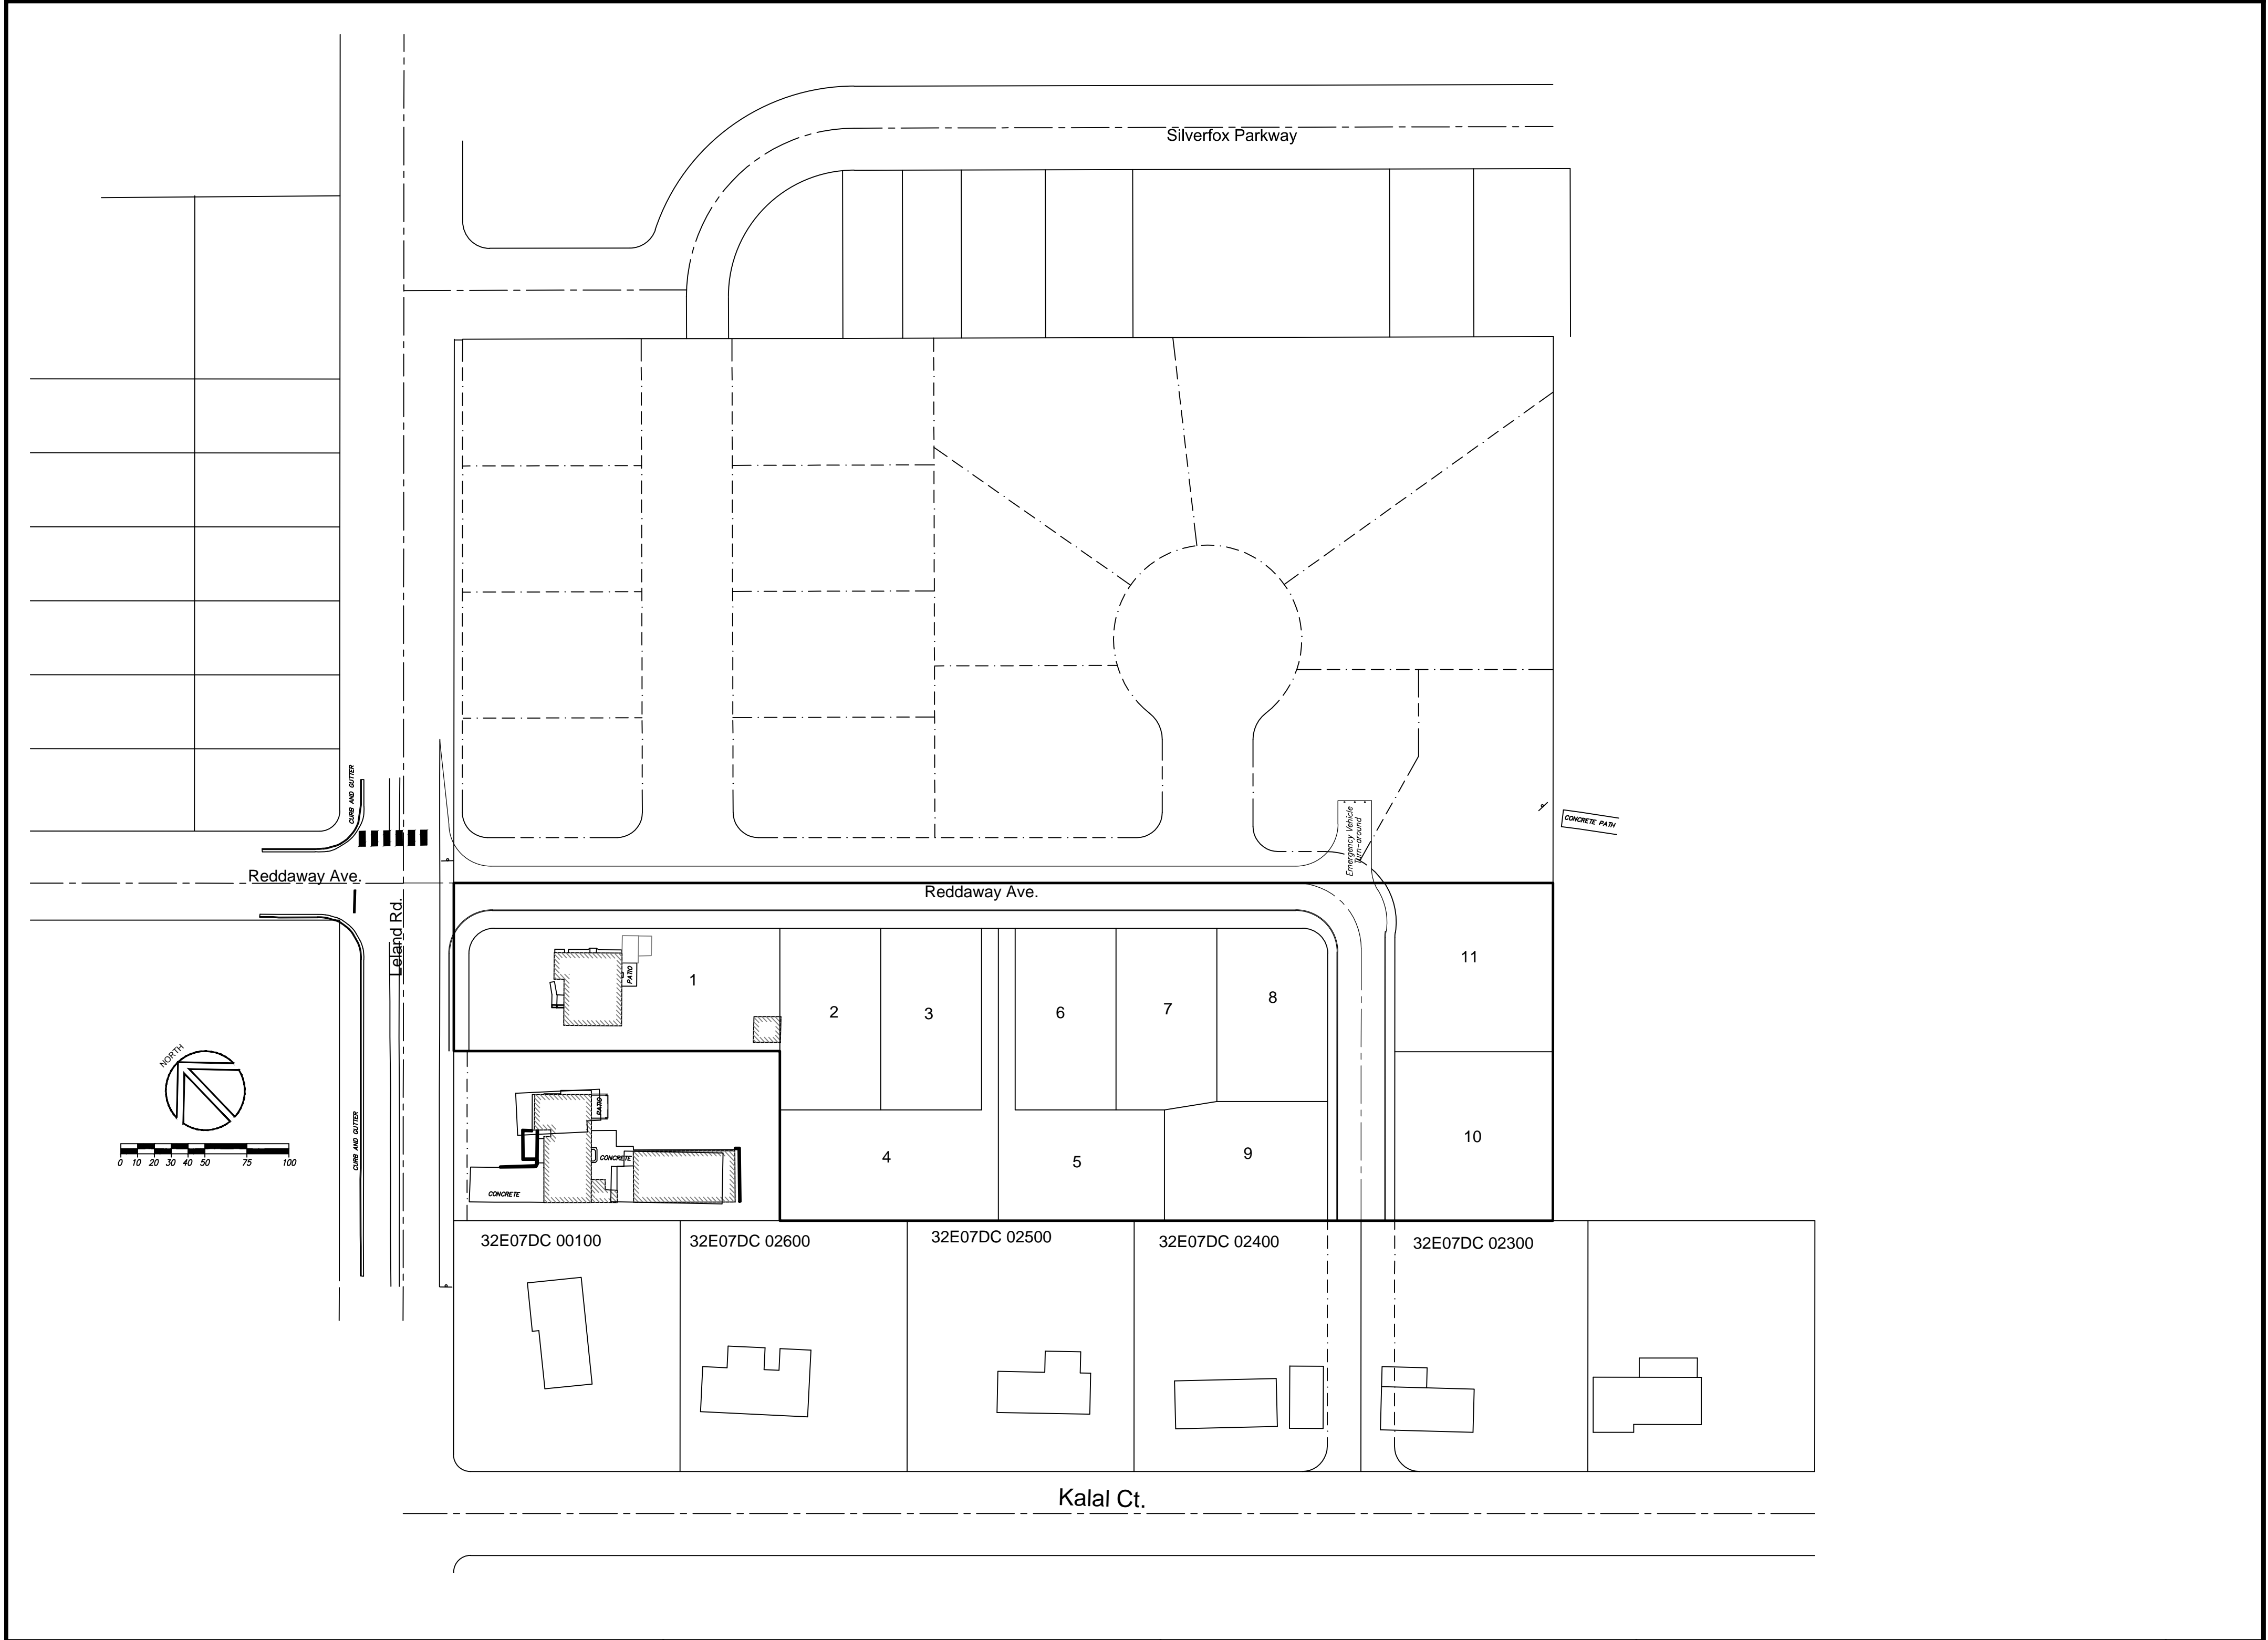 Silverfox Parkway
CURB AND GUTTER
Emergency Vehicle
Turn-around
CONCRETE PATH
Reddaway Ave.
Reddaway Ave.
Leland Rd.
PATIO
1
2
3
6
7
8
11
NORTH
0 10 20 30 40 50 75 100
CURB AND GUTTER
PATIO
CONCRETE
CONCRETE
4
5
9
10
32E07DC 00100
32E07DC 02600
32E07DC 02500
32E07DC 02400
32E07DC 02300
Kalal Ct.